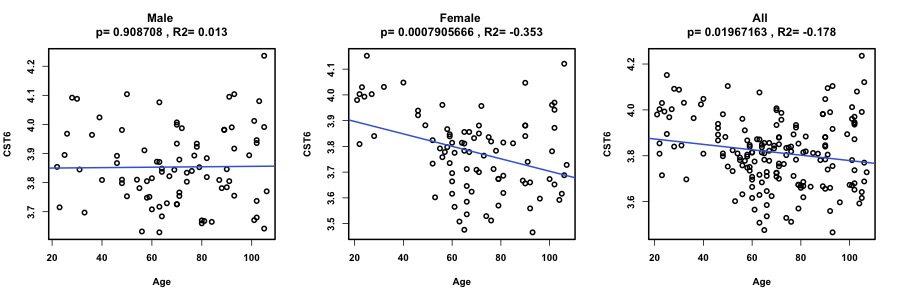 Male
p= 0.908708 , R2= 0.013
CST6
4.2
4.1
4.0
3.9
3.8
3.7
20 40 60 80 100
Age
Female
p= 0.0007905666 , R2= -0.353
CST6
4.1
4.0
3.9
3.8
3.7
3.6
3.5
20 40 60 80 100
Age
All
p= 0.01967163 , R2= -0.178
CST6
4.2
4.0
3.8
3.6
20 40 60 80 100
Age